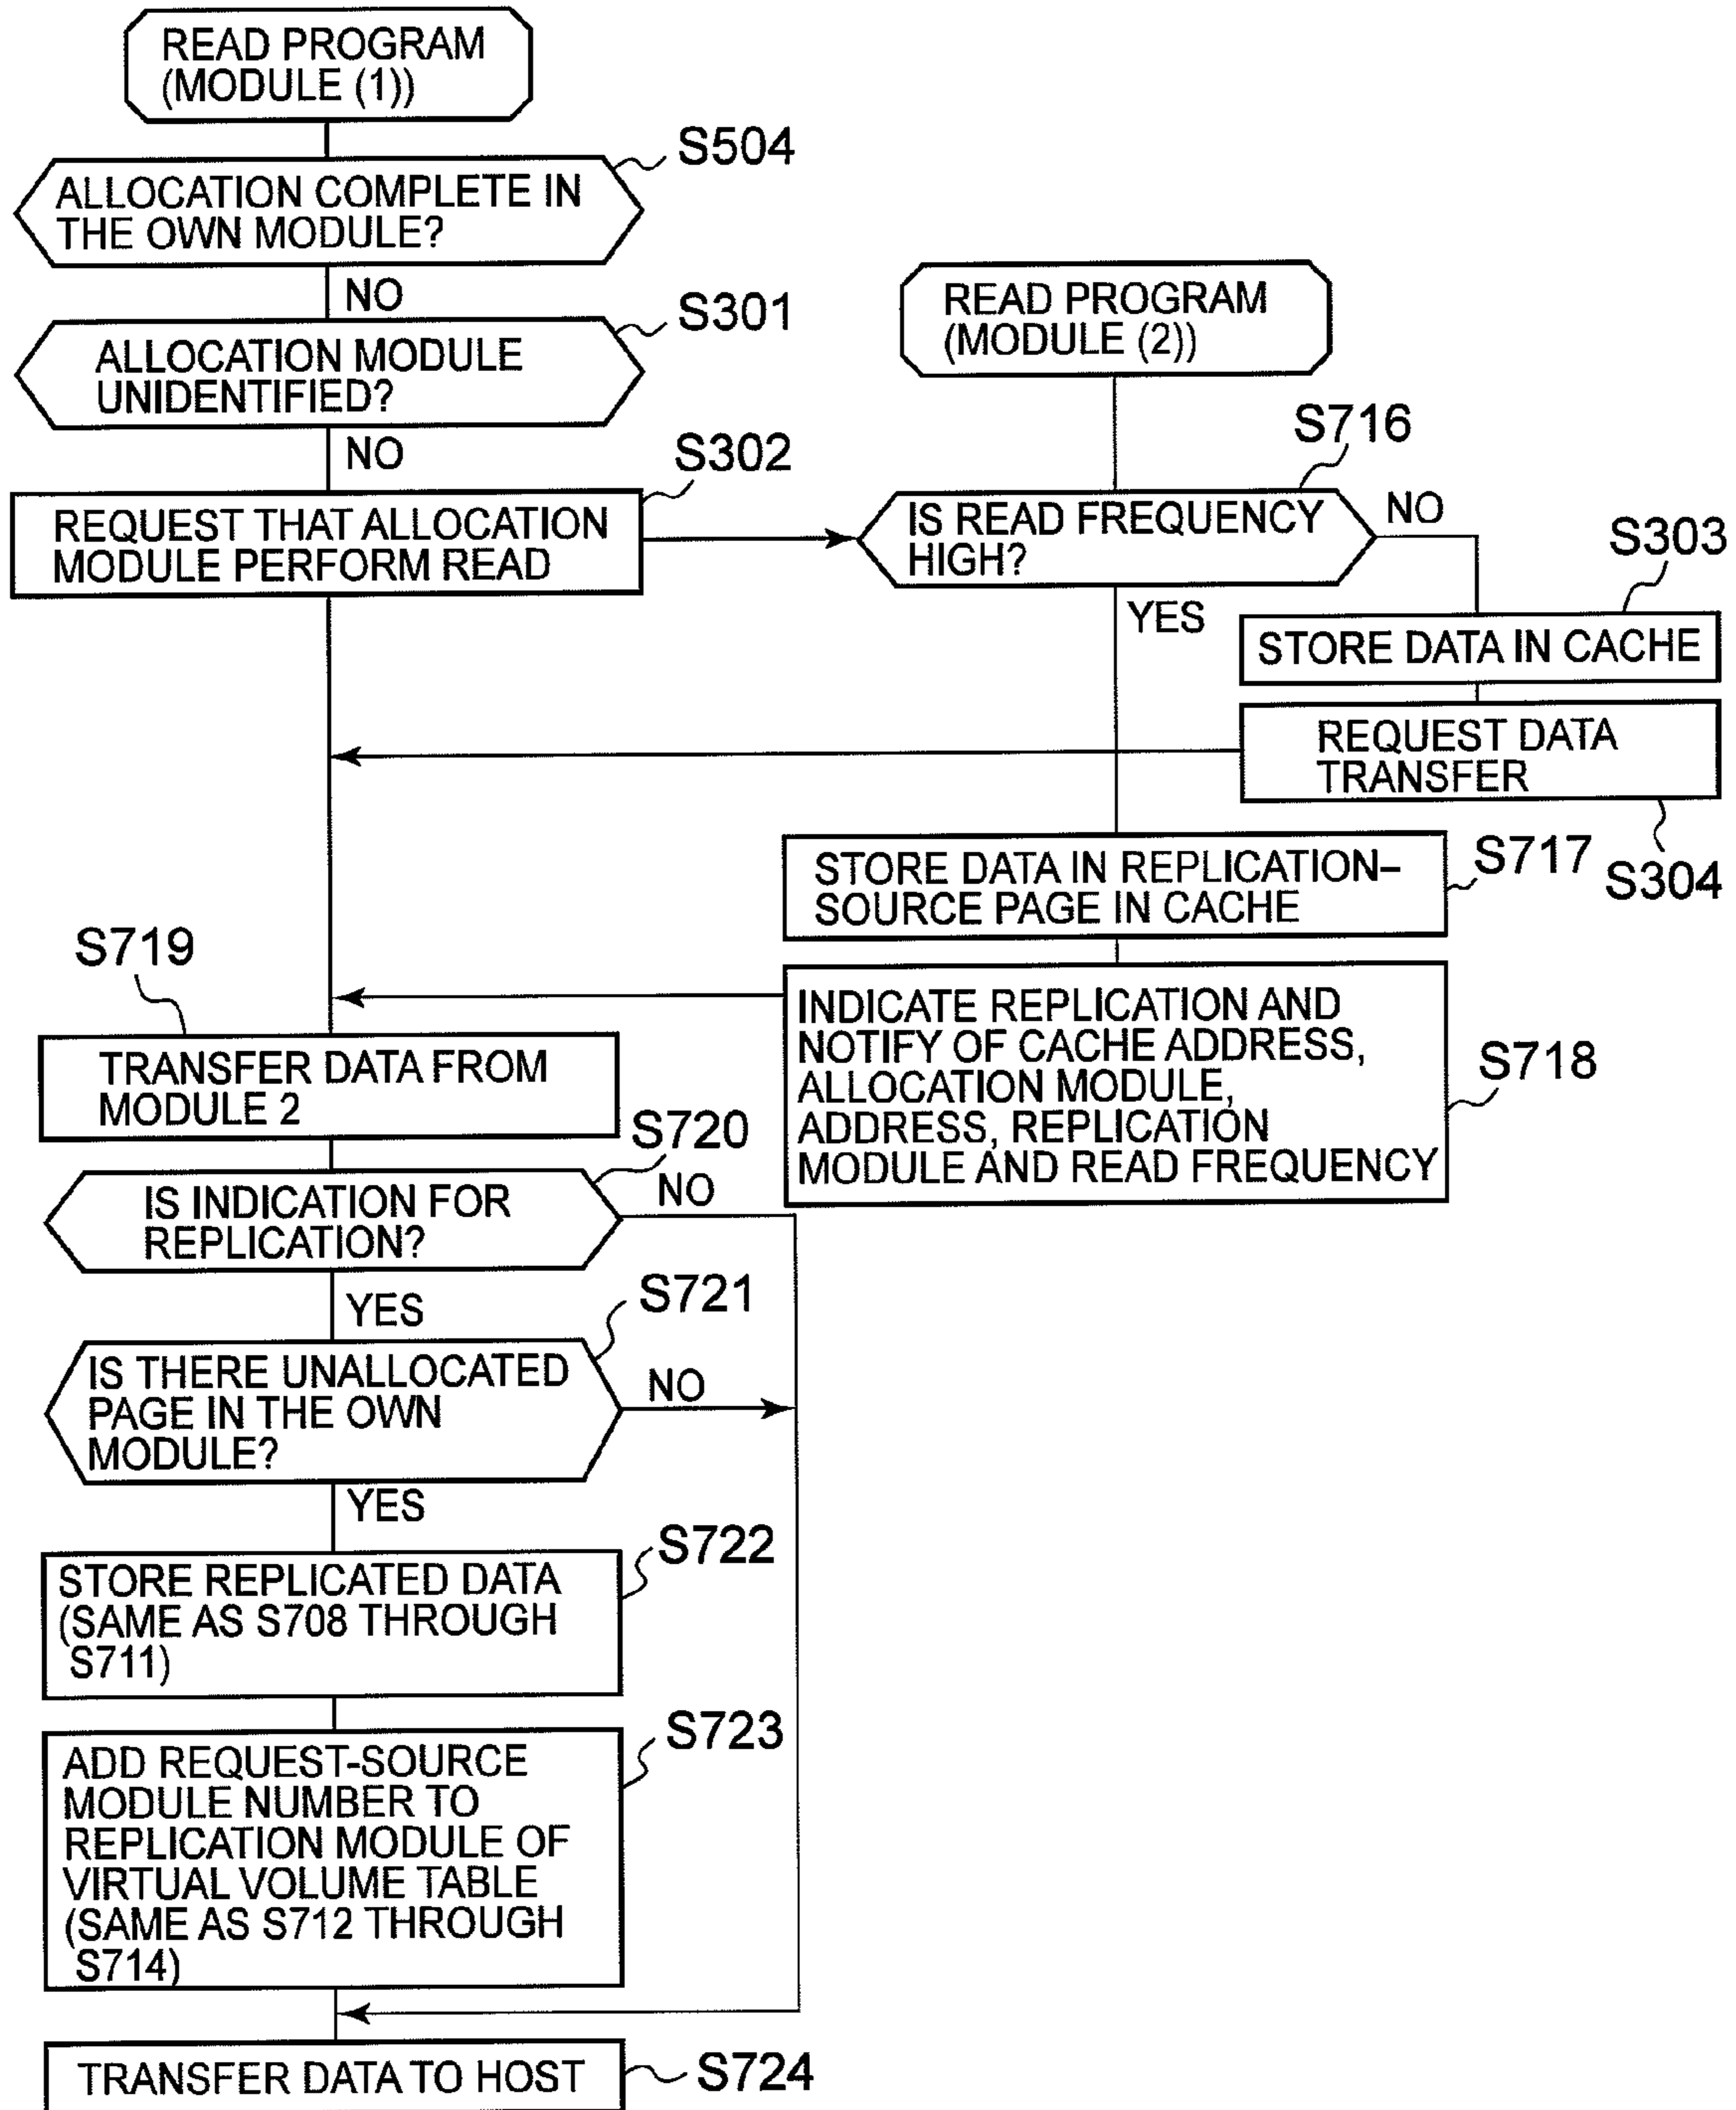 READ PROGRAM
(MODULE (1))
S504
ALLOCATION COMPLETE IN
THE OWN MODULE?
NO
S301
ALLOCATION MODULE
UNIDENTIFIED?
NO
S302
REQUEST THAT ALLOCATION
MODULE PERFORM READ
READ PROGRAM
(MODULE (2))
S716
IS READ FREQUENCY
HIGH?
NO
YES
S303
STORE DATA IN CACHE
REQUEST DATA
TRANSFER
S304
STORE DATA IN REPLICATION–
SOURCE PAGE IN CACHE
S717
INDICATE REPLICATION AND
NOTIFY OF CACHE ADDRESS,
ALLOCATION MODULE,
ADDRESS, REPLICATION
MODULE AND READ FREQUENCY
S718
S719
TRANSFER DATA FROM
MODULE 2
S720
IS INDICATION FOR
REPLICATION?
NO
YES
S721
IS THERE UNALLOCATED
PAGE IN THE OWN
MODULE?
NO
YES
S722
STORE REPLICATED DATA
(SAME AS S708 THROUGH
S711)
S723
ADD REQUEST-SOURCE
MODULE NUMBER TO
REPLICATION MODULE OF
VIRTUAL VOLUME TABLE
(SAME AS S712 THROUGH
S714)
TRANSFER DATA TO HOST
S724